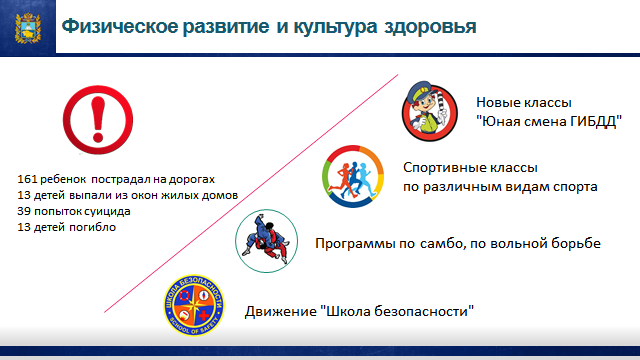 Физическое развитие и культура здоровья
161 ребенок пострадал на дорогах
13 детей выпали из окон жилых домов
39 попыток суицида
13 детей погибло
Новые классы
"Юная смена ГИБДД"
Спортивные классы
по различным видам спорта
Программы по самбо, по вольной борьбе
ШКОЛА БЕЗОПАСНОСТИ
SCHOOL OF SAFETY
Движение "Школа безопасности"